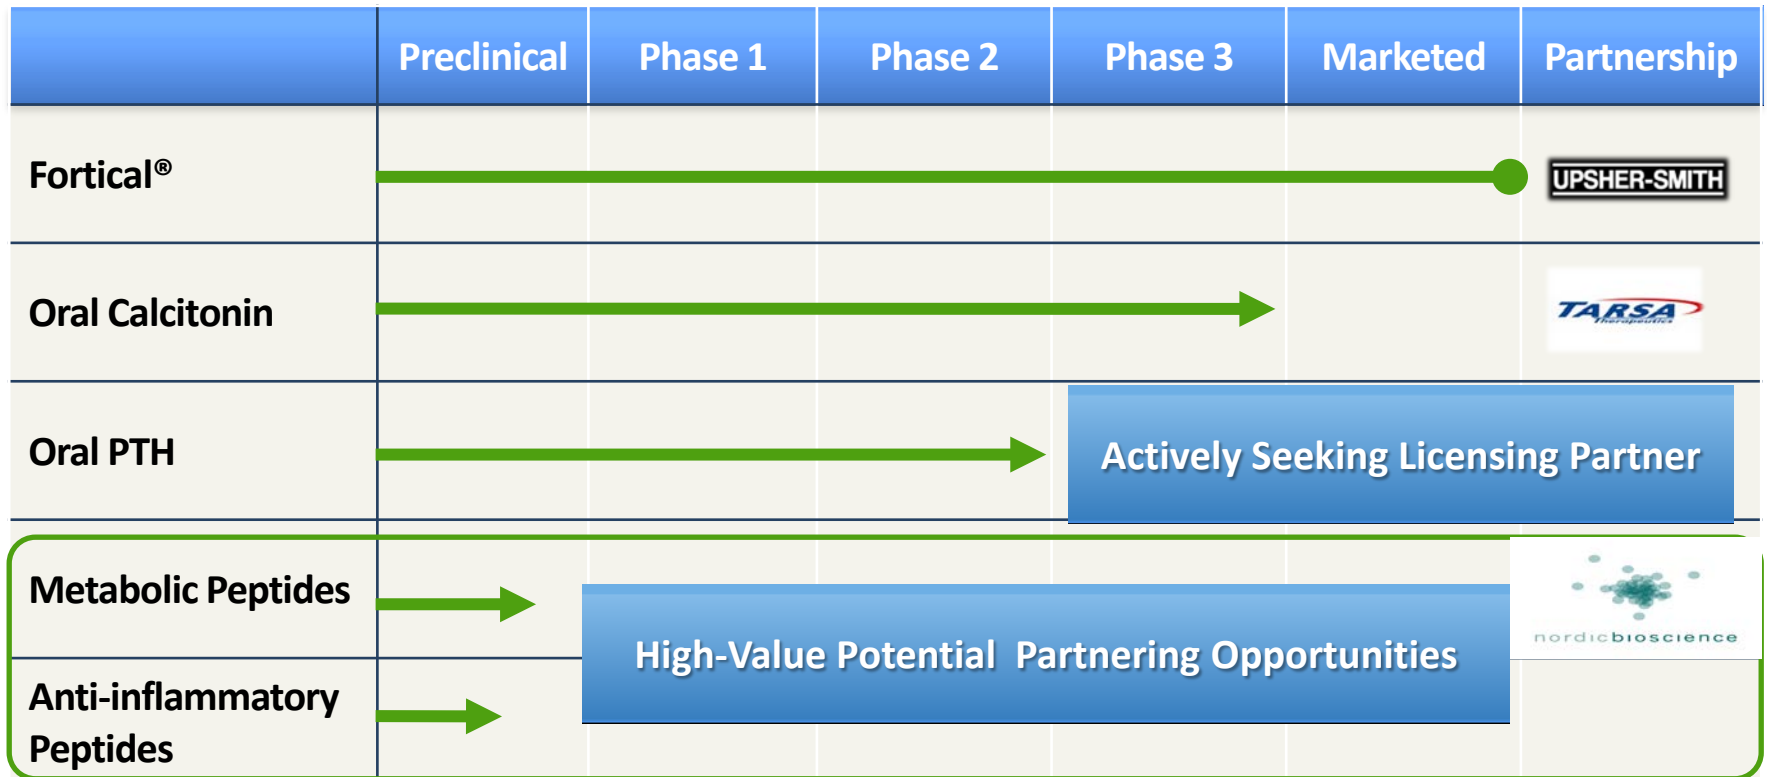 Preclinical Phase 1 Phase 2 Phase 3 Marketed Partnership
Fortical®
UPSHER-SMITH
Oral Calcitonin
TARSA
Therapeutics
Oral PTH
Actively Seeking Licensing Partner
Metabolic Peptides
nordicbioscience
High-Value Potential Partnering Opportunities
Anti-inflammatory
Peptides